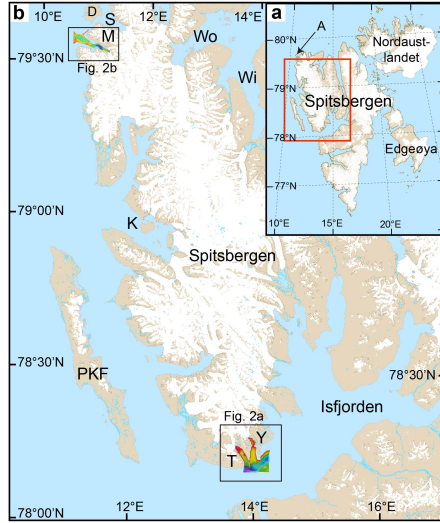 b
10°E
12°E
14°E
a
A
80°N
79°N
78°N
77°N
10°E
15°E
20°E
Nordaust-
landet
Spitsbergen
Edgeøya
D
S
M
Fig. 2b
Wo
Wi
79°30'N
79°00'N
K
Spitsbergen
78°30'N
PKF
78°30'N
Isfjorden
Fig. 2a
Y
T
78°00'N
12°E
14°E
16°E